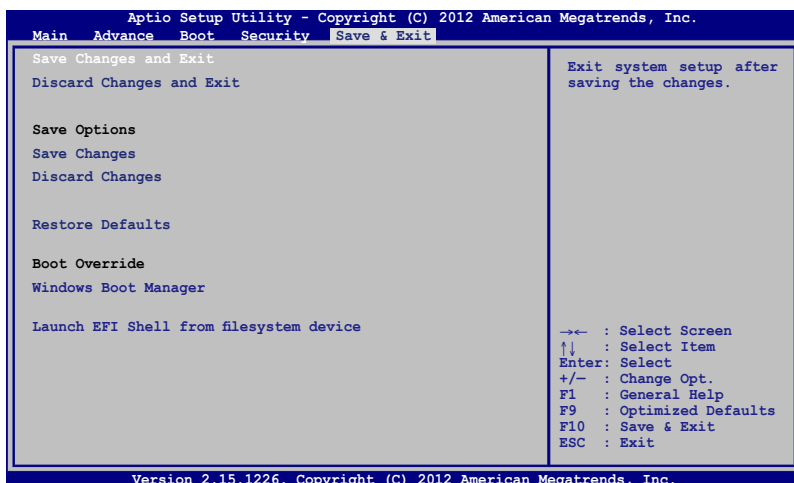 Aptio Setup Utility - Copyright (C) 2012 American Megatrends, Inc.
Main Advance Boot Security Save & Exit
Save Changes and Exit
Discard Changes and Exit
Save Options
Save Changes
Discard Changes
Restore Defaults
Boot Override
Windows Boot Manager
Launch EFI Shell from filesystem device
Exit system setup after
saving the changes.
→← : Select Screen
↑↓ : Select Item
Enter: Select
+/— : Change Opt.
F1 : General Help
F9 : Optimized Defaults
F10 : Save & Exit
ESC : Exit
Version 2.15.1226. Copyright (C) 2012 American Megatrends, Inc.